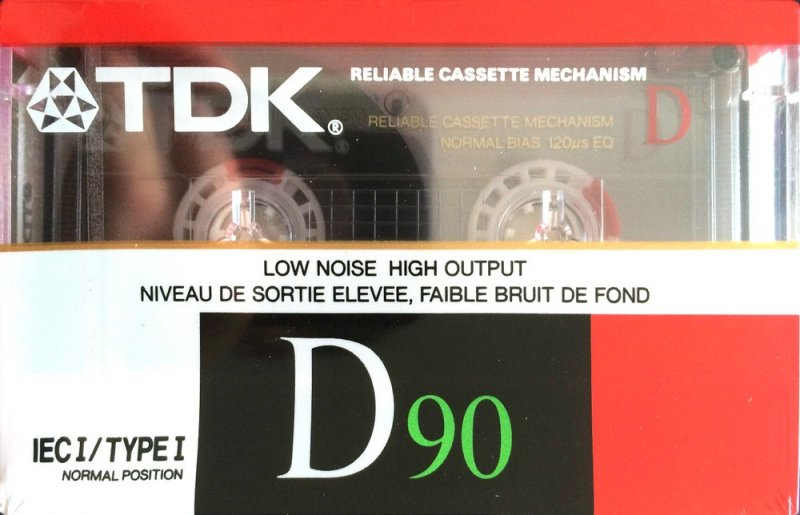 TDK®
RELIABLE CASSETTE MECHANISM
RELIABLE CASSETTE MECHANISM
NORMAL BIAS 120µs EQ
D
LOW NOISE HIGH OUTPUT
NIVEAU DE SORTIE ELEVEE, FAIBLE BRUIT DE FOND
D90
IEC I/TYPE I
NORMAL POSITION